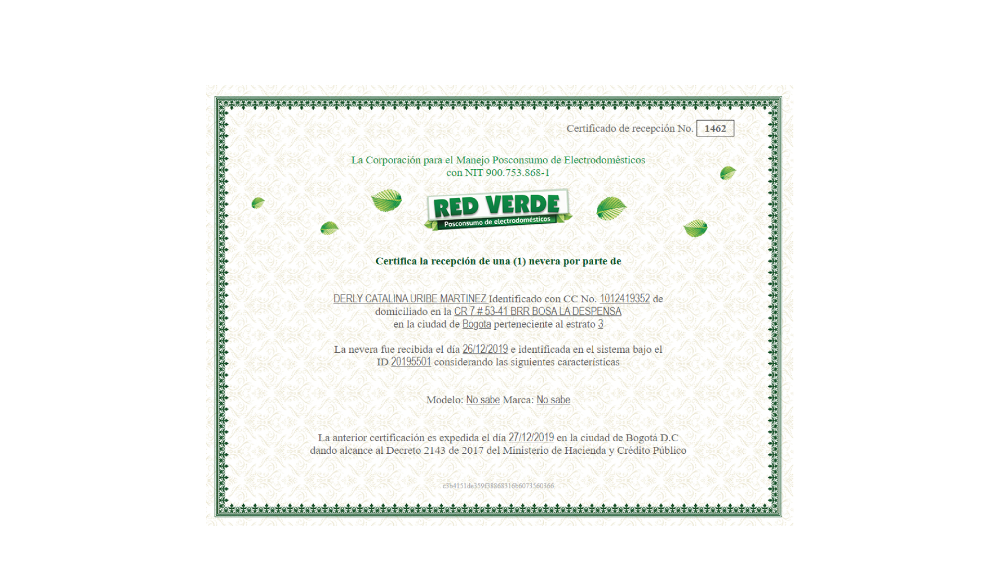 Certificado de recepción No. 1462
La Corporación para el Manejo Posconsumo de Electrodomésticos
con NIT 900.753.868-1
RED VERDE
Posconsumo de electrodomésticos
Certifica la recepción de una (1) nevera por parte de
DERLY CATALINA URIBE MARTINEZ Identificado con CC No. 1012419352 de
domiciliado en la CR 7 # 53-41 BRR BOSA LA DESPENSA
en la ciudad de Bogota perteneciente al estrato 3
La nevera fue recibida el día 26/12/2019 e identificada en el sistema bajo el
ID 20195501 considerando las siguientes características
Modelo: No sabe Marca: No sabe
La anterior certificación es expedida el día 27/12/2019 en la ciudad de Bogotá D.C
dando alcance al Decreto 2143 de 2017 del Ministerio de Hacienda y Crédito Público
c3b4151de359f38868316b6073560366